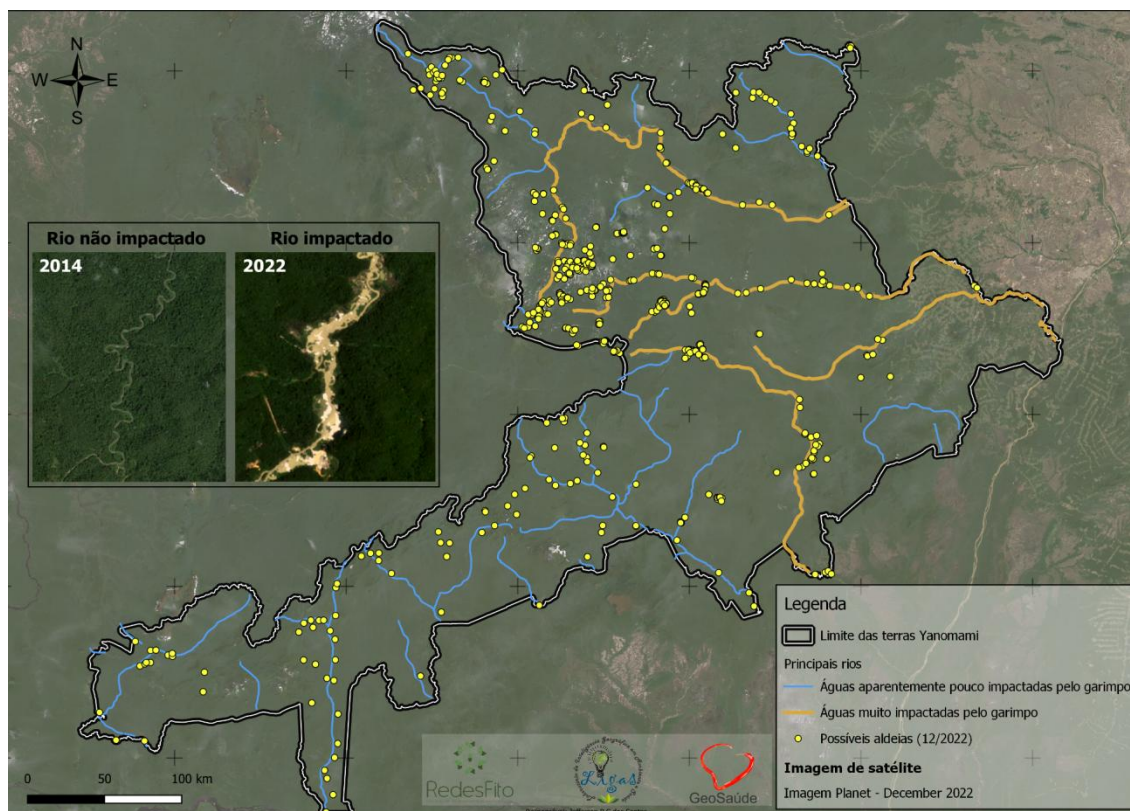 N
W E
S
Rio não impactado
2014
Rio impactado
2022
Legenda
Limite das terras Yanomami
Principais rios
Águas aparentemente pouco impactadas pelo garimpo
Águas muito impactadas pelo garimpo
Possíveis aldeias (12/2022)
Imagem de satélite
Imagem Planet - December 2022
0 50 100 km
RedesFito
Ligas
GeoSaúde